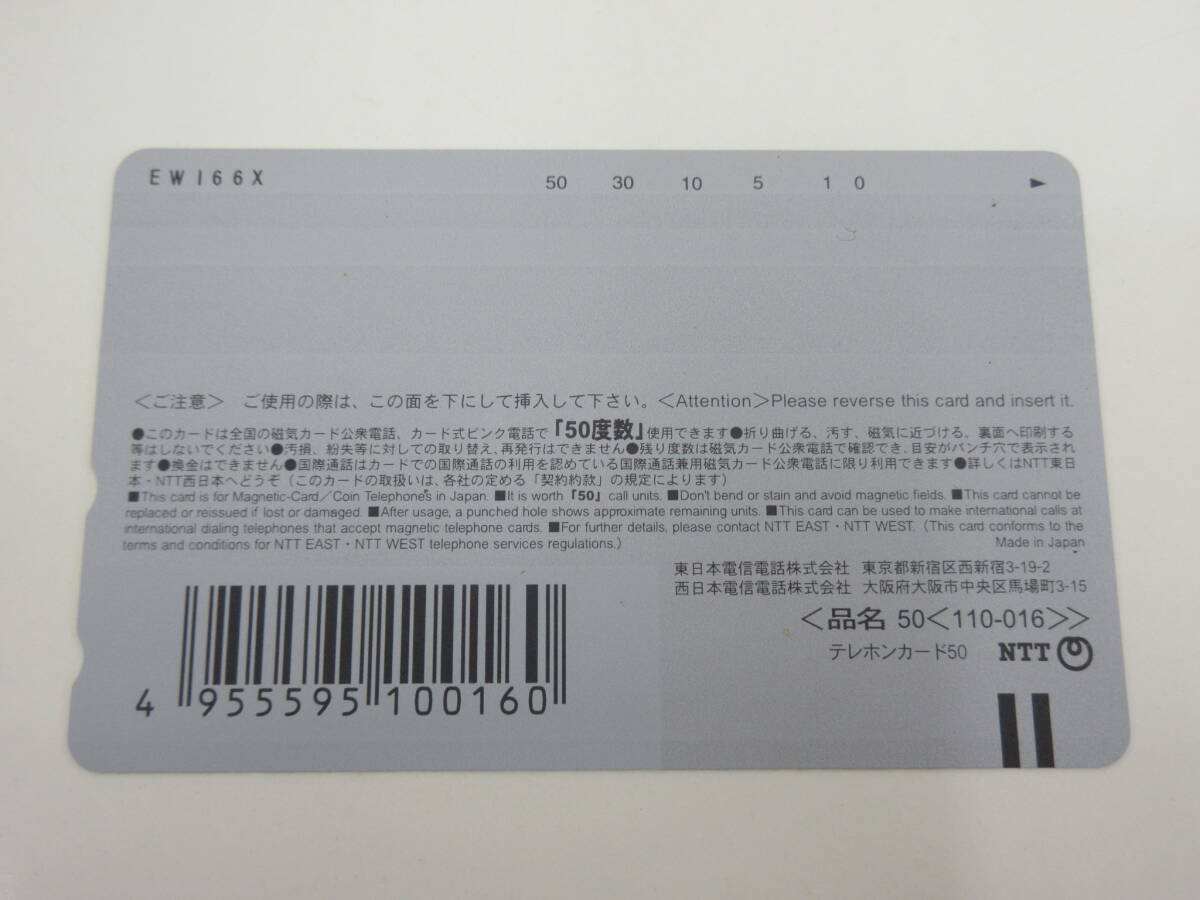 EW166X
50 30 10 5 1 0 ►
＜ご注意＞ ご使用の際は、この面を下にして挿入して下さい。＜Attention＞Please reverse this card and insert it.
●このカードは全国の磁気カード公衆電話、カード式ピンク電話で『50度数』使用できます●折り曲げる、汚す、磁気に近づける、裏面へ印刷する
等はしないでください●汚損、紛失等に対しての取り替え、再発行はできません●残り度数は磁気カード公衆電話で確認でき、目安がパンチ穴で表示され
ます●換金はできません●国際通話はカードでの国際通話の利用を認めている国際通話兼用磁気カード公衆電話に限り利用できます●詳しくはNTT東日
本・NTT西日本へどうぞ（このカードの取扱いは、各社の定める「契約約款」の規定によります）
■This card is for Magnetic-Card／Coin Telephones in Japan. ■It is worth『50』call units. ■Don't bend or stain and avoid magnetic fields. ■This card cannot be
replaced or reissued if lost or damaged. ■After usage, a punched hole shows approximate remaining units. ■This card can be used to make international calls at
international dialing telephones that accept magnetic telephone cards. ■For further details, please contact NTT EAST・NTT WEST.（This card conforms to the
terms and conditions for NTT EAST・NTT WEST telephone services regulations.） Made in Japan
東日本電信電話株式会社 東京都新宿区西新宿3-19-2
西日本電信電話株式会社 大阪府大阪市中央区馬場町3-15
＜品名 50＜110-016＞＞
テレホンカード50 NTT
4 955595 100160